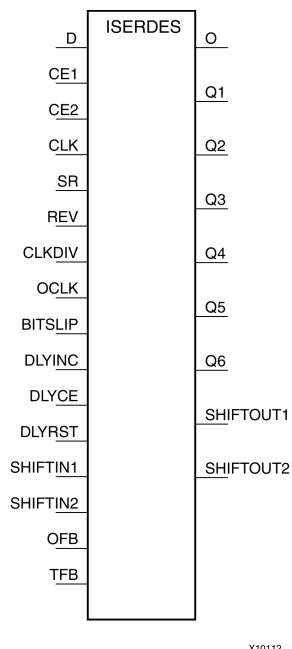 ISERDES
D
CE1
CE2
CLK
SR
REV
CLKDIV
OCLK
BITSLIP
DLYINC
DLYCE
DLYRST
SHIFTIN1
SHIFTIN2
OFB
TFB
O
Q1
Q2
Q3
Q4
Q5
Q6
SHIFTOUT1
SHIFTOUT2